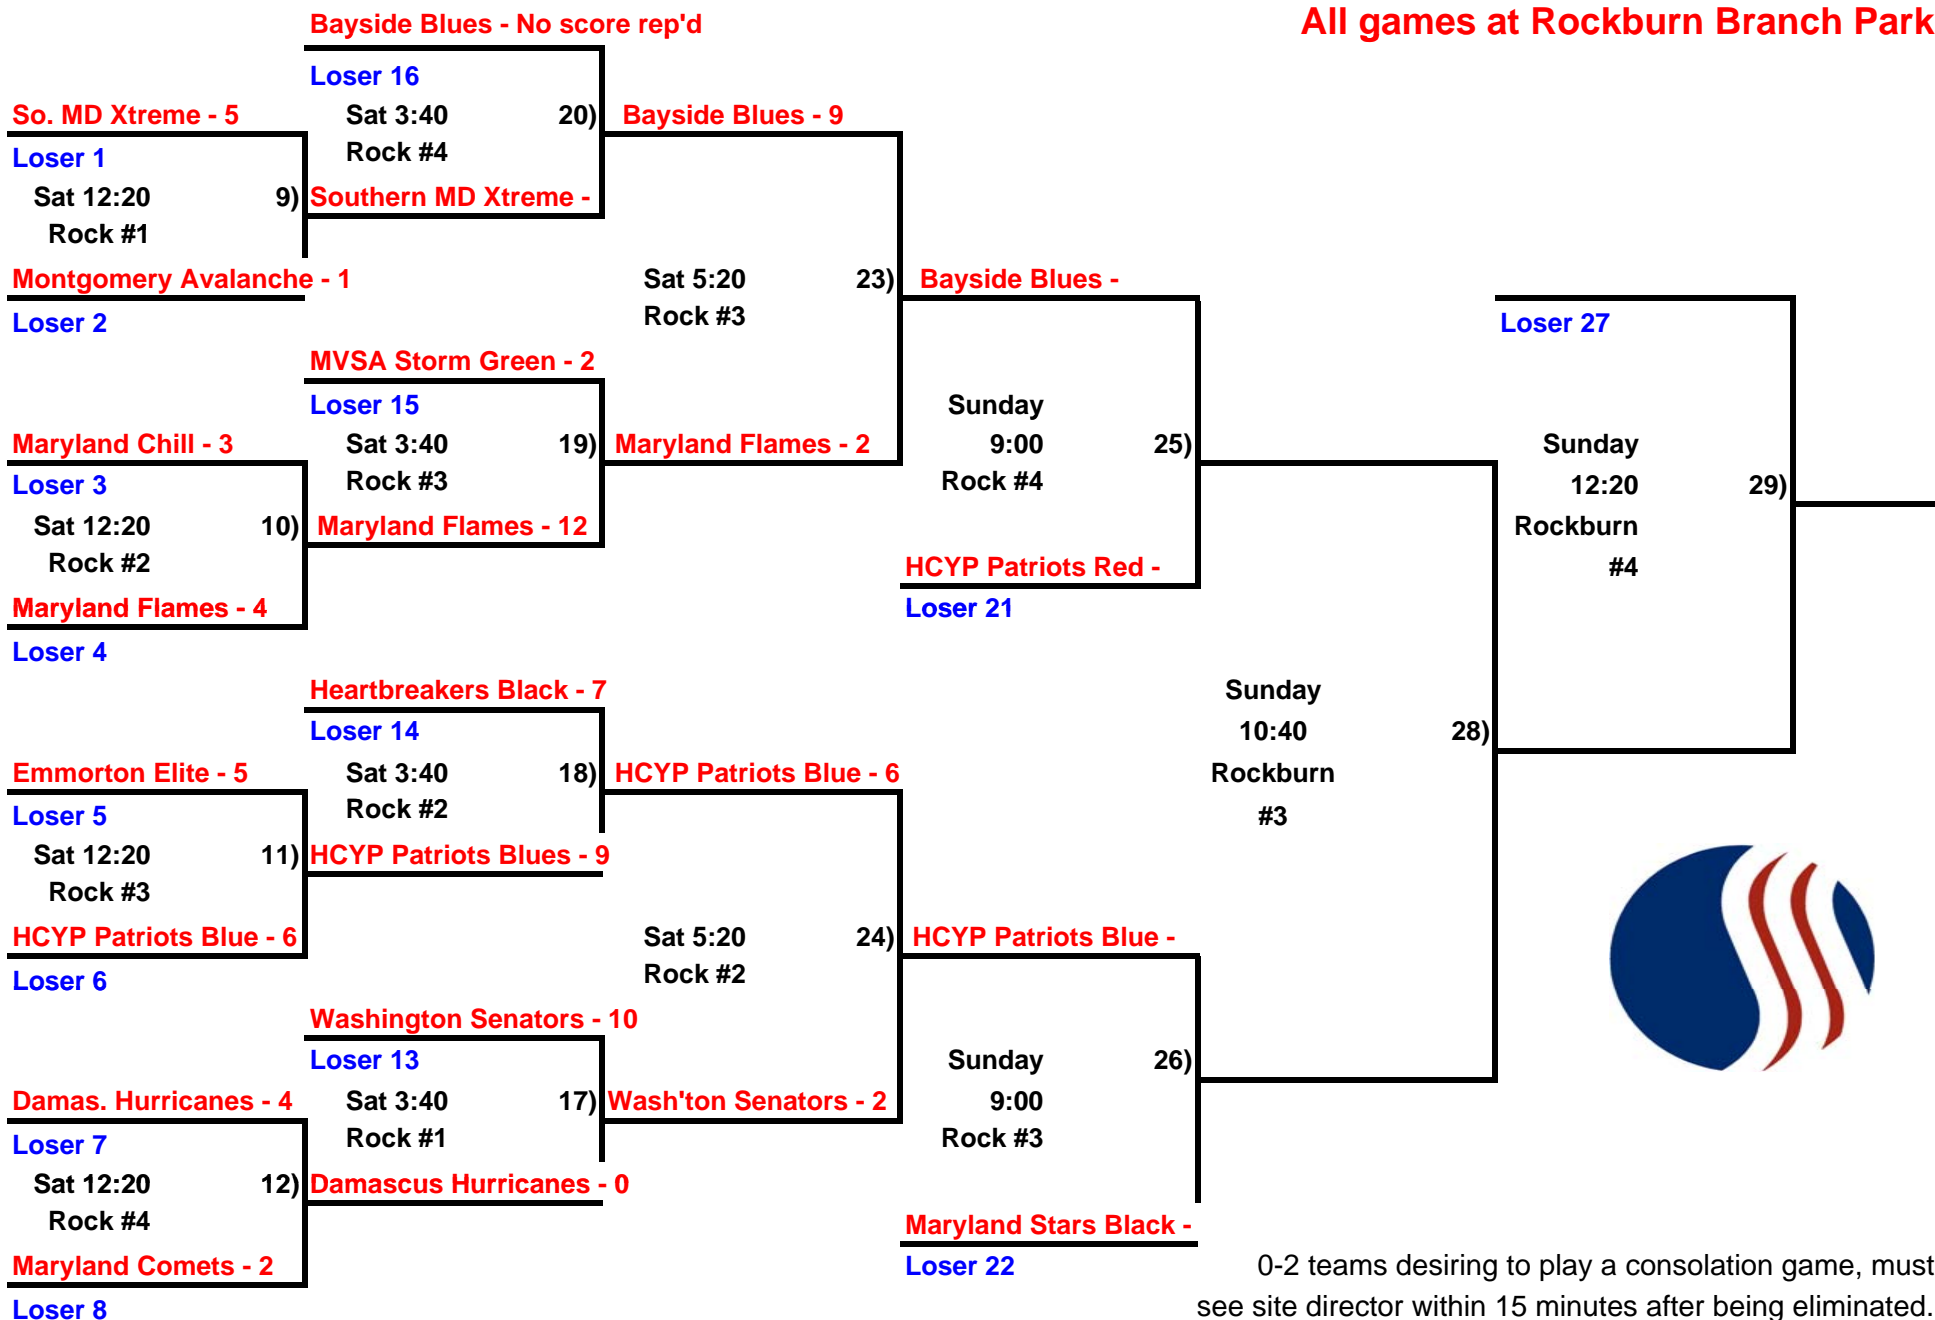 Bayside Blues - No score rep'd
All games at Rockburn Branch Park
Loser 16
So. MD Xtreme - 5
Sat 3:40
20)
Bayside Blues - 9
Loser 1
Rock #4
Sat 12:20
9)
Southern MD Xtreme -
Rock #1
Montgomery Avalanche - 1
Sat 5:20
23)
Bayside Blues -
Loser 2
Rock #3
Loser 27
MVSA Storm Green - 2
Loser 15
Sunday
Maryland Chill - 3
Sat 3:40
19)
Maryland Flames - 2
9:00
25)
Sunday
Loser 3
Rock #3
Rock #4
12:20
29)
Sat 12:20
10)
Maryland Flames - 12
Rockburn
Rock #2
HCYP Patriots Red -
#4
Maryland Flames - 4
Loser 21
Loser 4
Heartbreakers Black - 7
Sunday
Loser 14
10:40
28)
Emmorton Elite - 5
Sat 3:40
18)
HCYP Patriots Blue - 6
Rockburn
Loser 5
Rock #2
#3
Sat 12:20
11)
HCYP Patriots Blues - 9
Rock #3
HCYP Patriots Blue - 6
Sat 5:20
24)
HCYP Patriots Blue -
Loser 6
Rock #2
Washington Senators - 10
Loser 13
Sunday
26)
Damas. Hurricanes - 4
Sat 3:40
17)
Wash'ton Senators - 2
9:00
Loser 7
Rock #1
Rock #3
Sat 12:20
12)
Damascus Hurricanes - 0
Rock #4
Maryland Stars Black -
Maryland Comets - 2
Loser 22
0-2 teams desiring to play a consolation game, must
Loser 8
see site director within 15 minutes after being eliminated.